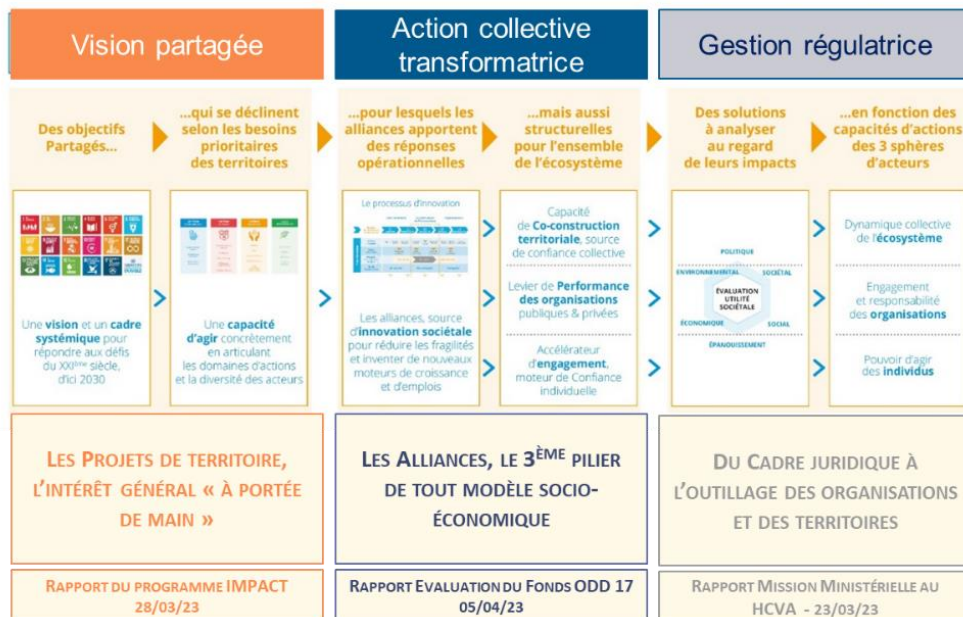 Vision partagée
Action collective
transformatrice
Gestion régulatrice
Des objectifs
Partagés...
...qui se déclinent
selon les besoins
prioritaires
des territoires
...pour lesquels les
alliances apportent
des réponses
opérationnelles
...mais aussi
structurelles
pour l'ensemble
de l'écosystème
Des solutions
à analyser
au regard
de leurs impacts
...en fonction des
capacités d'actions
des 3 sphères
d'acteurs
Une vision et un cadre
systémique pour
répondre aux défis
du XXIème siècle,
d'ici 2030
Une capacité
d'agir concrètement
en articulant
les domaines d'actions
et la diversité des acteurs
Le processus d'innovation
Les alliances, source
d'innovation sociétale
pour réduire les fragilités
et inventer de nouveaux
moteurs de croissance
et d'emplois
Capacité
de Co-construction
territoriale, source
de confiance collective
Levier de Performance
des organisations
publiques & privées
Accélérateur
d'engagement,
moteur de Confiance
individuelle
POLITIQUE
ENVIRONNEMENTAL SOCIÉTAL
ÉVALUATION
UTILITÉ
SOCIÉTALE
ÉCONOMIQUE SOCIAL
ÉPANOUISSEMENT
Dynamique collective
de l'écosystème
Engagement
et responsabilité
des organisations
Pouvoir d'agir
des individus
LES PROJETS DE TERRITOIRE,
L'INTÉRÊT GÉNÉRAL « À PORTÉE
DE MAIN »
LES ALLIANCES, LE 3ÈME PILIER
DE TOUT MODÈLE SOCIO-
ÉCONOMIQUE
DU CADRE JURIDIQUE À
L'OUTILLAGE DES ORGANISATIONS
ET DES TERRITOIRES
RAPPORT DU PROGRAMME IMPACT
28/03/23
RAPPORT EVALUATION DU FONDS ODD 17
05/04/23
RAPPORT MISSION MINISTÉRIELLE AU
HCVA - 23/03/23